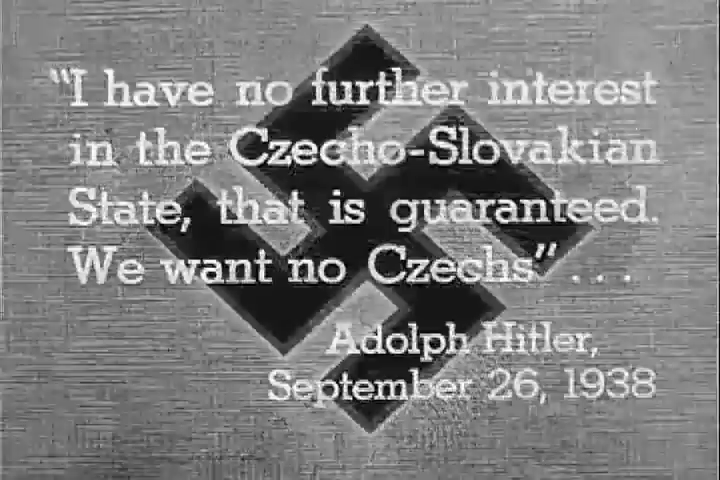 "I have no further interest
in the Czecho-Slovakian
State, that is guaranteed.
We want no Czechs" . . .
Adolph Hitler,
September 26, 1938